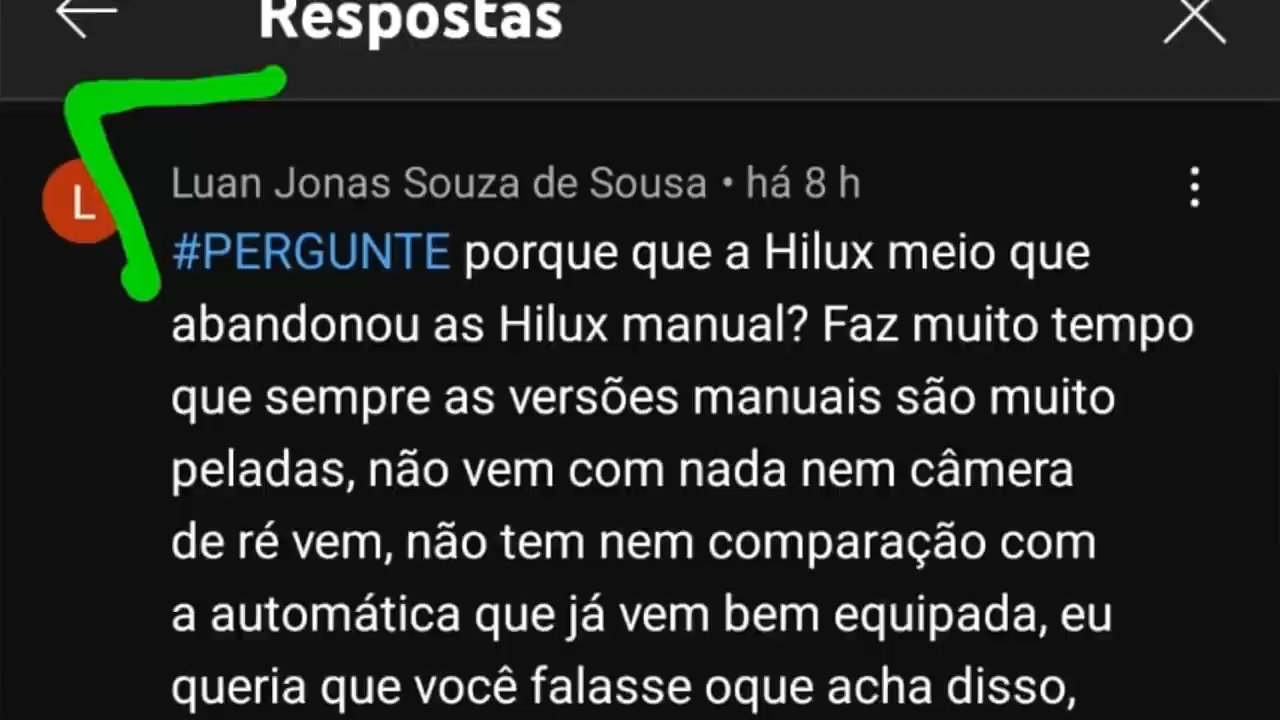 Respostas
L
Luan Jonas Souza de Sousa • há 8 h
#PERGUNTE porque que a Hilux meio que
abandonou as Hilux manual? Faz muito tempo
que sempre as versões manuais são muito
peladas, não vem com nada nem câmera
de ré vem, não tem nem comparação com
a automática que já vem bem equipada, eu
queria que você falasse oque acha disso,